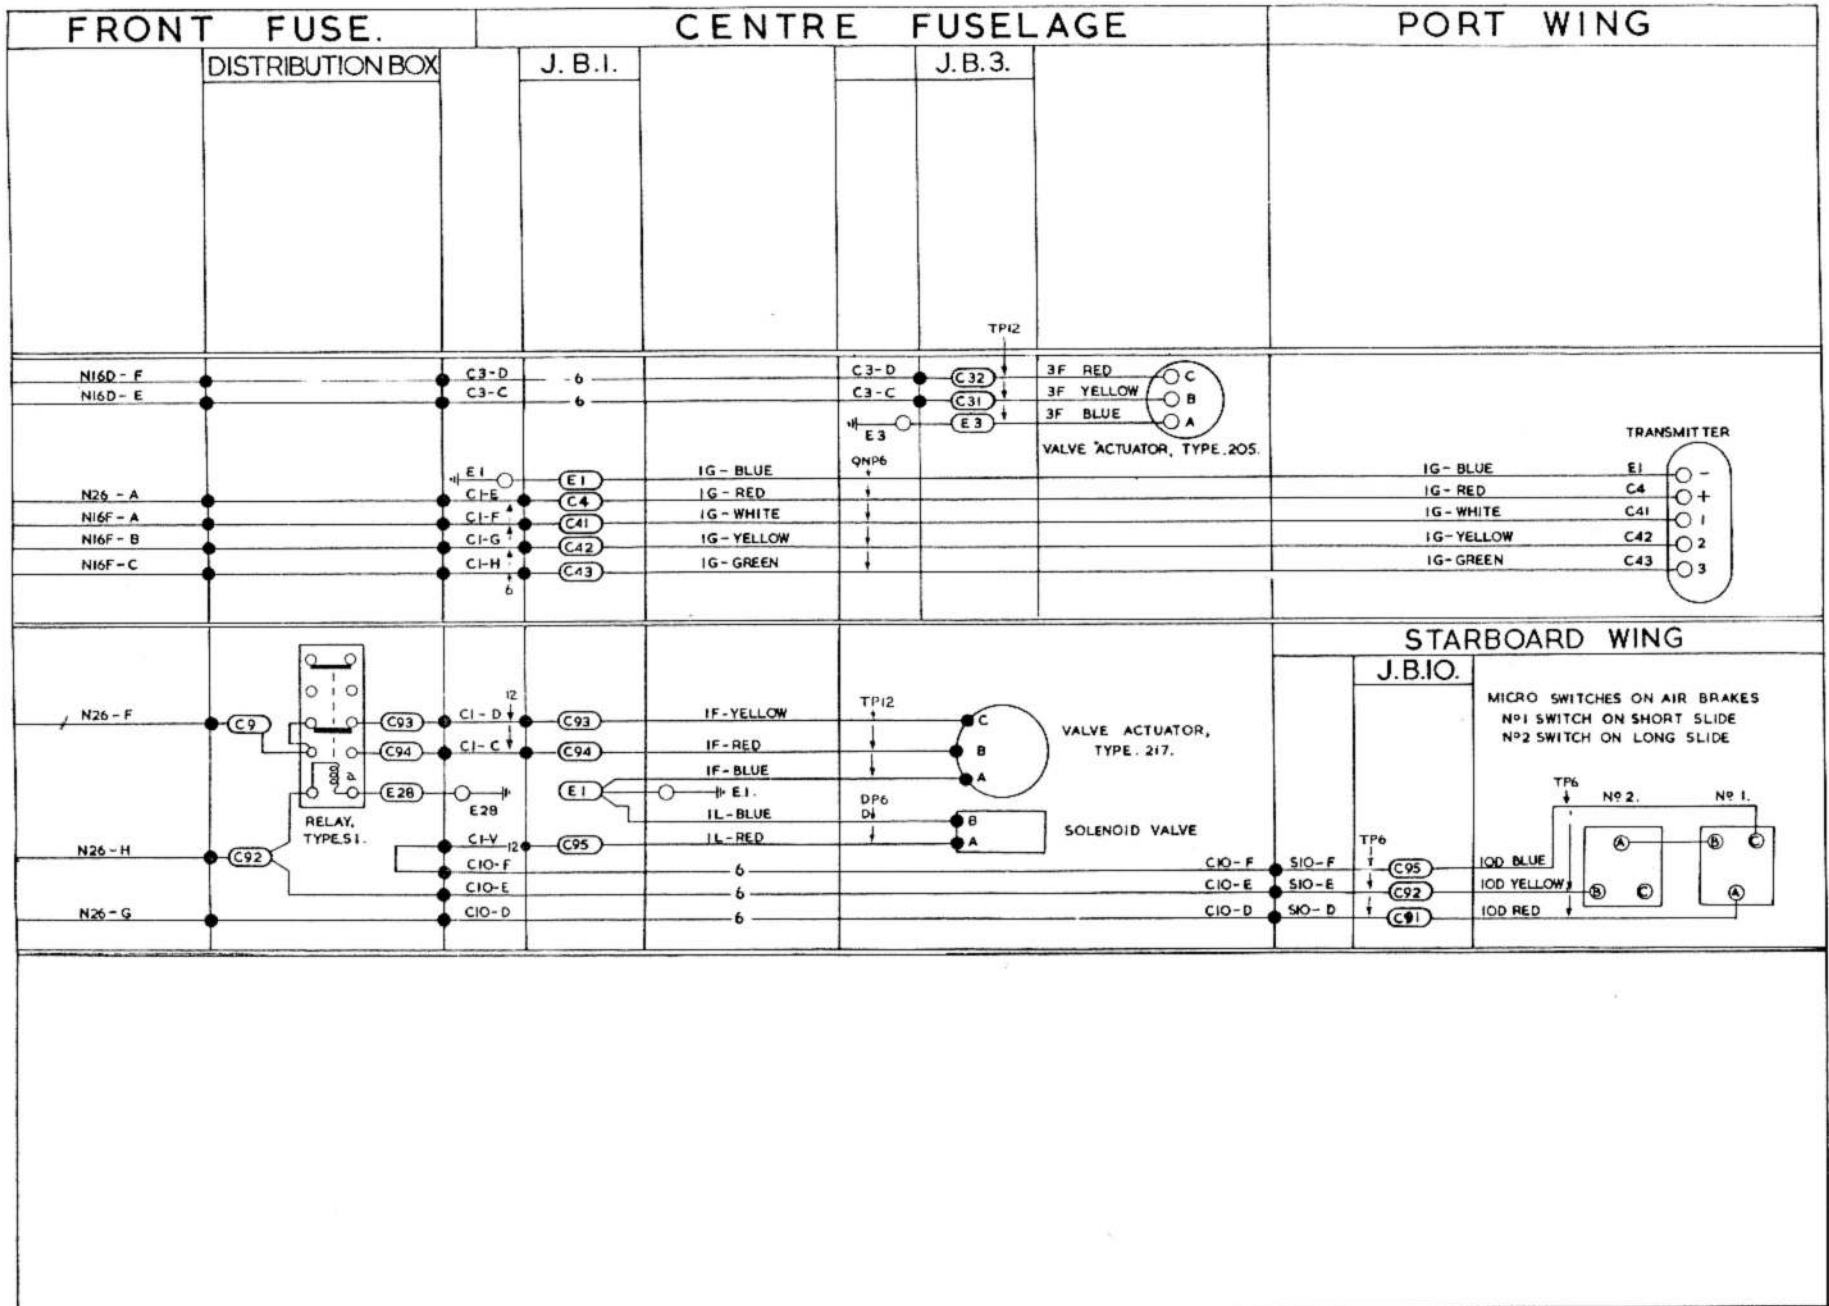 FRONT FUSE. CENTRE FUSELAGE PORT WING
DISTRIBUTION BOX J.B.1. J.B.3.
TP12
N16D-F C3-D 6 C3-D C32 3F RED C
N16D-E C3-C 6 C3-C C31 3F YELLOW B
E3 E3 3F BLUE A
VALVE ACTUATOR, TYPE.205.
TRANSMITTER
QNP6
E1 E1 1G-BLUE 1G-BLUE E1 -
N26-A C1-E C4 1G-RED 1G-RED C4 +
N16F-A C1-F C41 1G-WHITE 1G-WHITE C41 1
N16F-B C1-G C42 1G-YELLOW 1G-YELLOW C42 2
N16F-C C1-H C43 1G-GREEN 1G-GREEN C43 3
6
STARBOARD WING
J.B.10.
MICRO SWITCHES ON AIR BRAKES
Nº1 SWITCH ON SHORT SLIDE
Nº2 SWITCH ON LONG SLIDE
12 TP12
N26-F C9 C93 C1-D C93 1F-YELLOW C
C94 C1-C C94 1F-RED B
VALVE ACTUATOR,
TYPE.217.
1F-BLUE A
E28 E28 E1 E1.
RELAY,
TYPE S1.
DP6
D
1L-BLUE B
SOLENOID VALVE
C1-V 12 C95 1L-RED A
TP6 Nº2. Nº1.
A B C
TP6
N26-H C92 C10-F 6 C10-F S10-F C95 10D BLUE
C10-E 6 C10-E S10-E C92 10D YELLOW B C A
N26-G C10-D 6 C10-D S10-D C91 10D RED